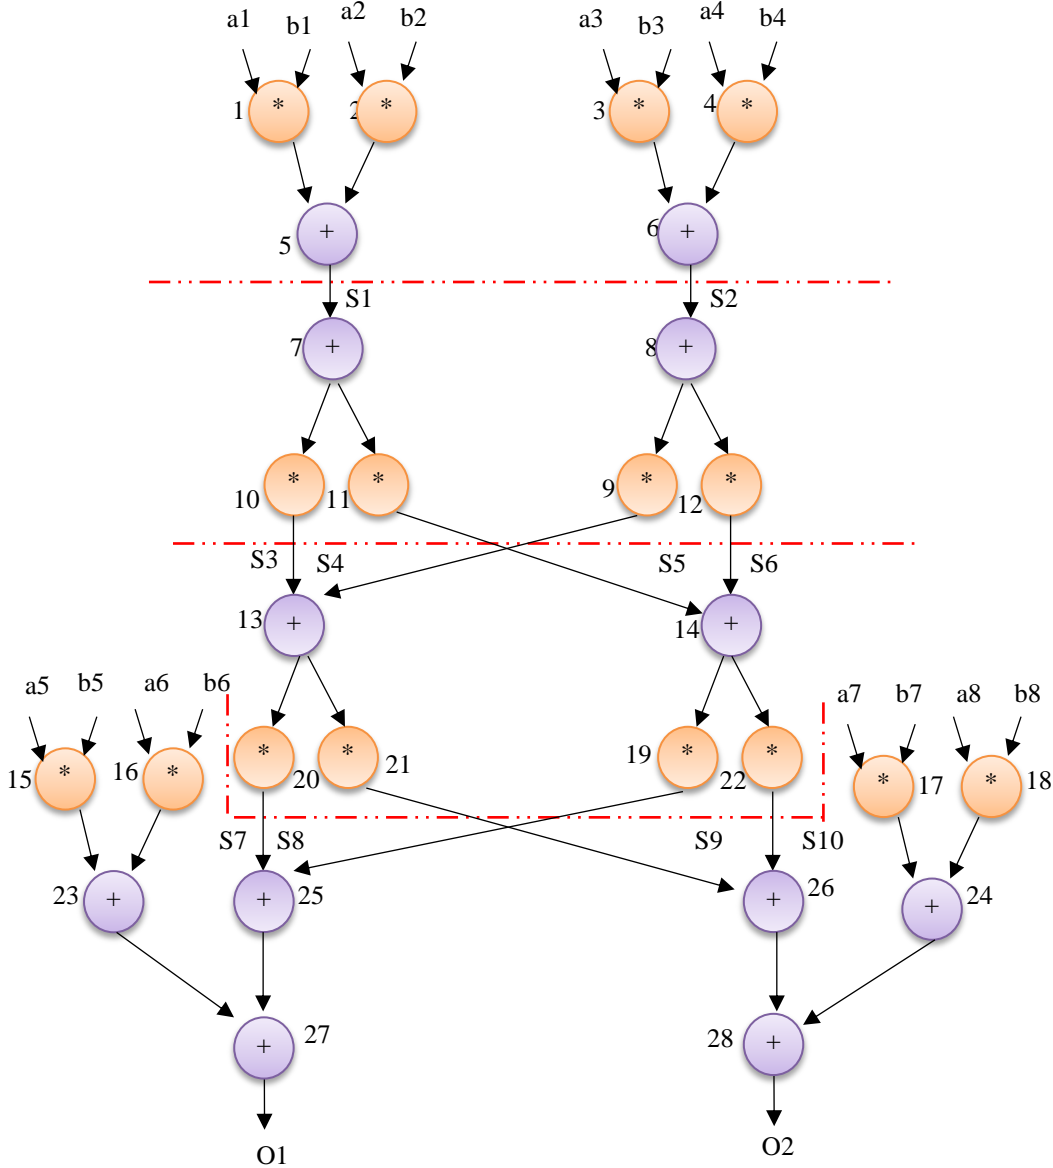 a1 b1 a2 b2 a3 b3 a4 b4
1 * 2 * 3 * 4 *
5 + 6 +
S1 S2
7 + 8 +
10 * 11 * 9 * 12 *
S3 S4 S5 S6
13 + 14 +
a5 b5 a6 b6 a7 b7 a8 b8
15 * 16 * * 20 * 21 19 * 22 * * 17 * 18
S7 S8 S9 S10
23 + + 25 + 26 + 24
+ 27 28 +
O1 O2